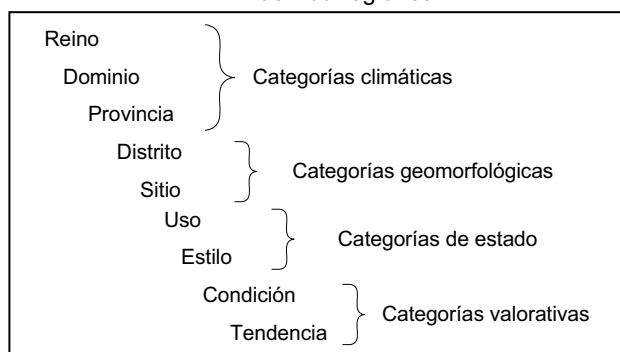 Reino
Dominio
Categorías climáticas
Provincia
Distrito
Categorías geomorfológicas
Sitio
Uso
Categorías de estado
Estilo
Condición
Categorías valorativas
Tendencia